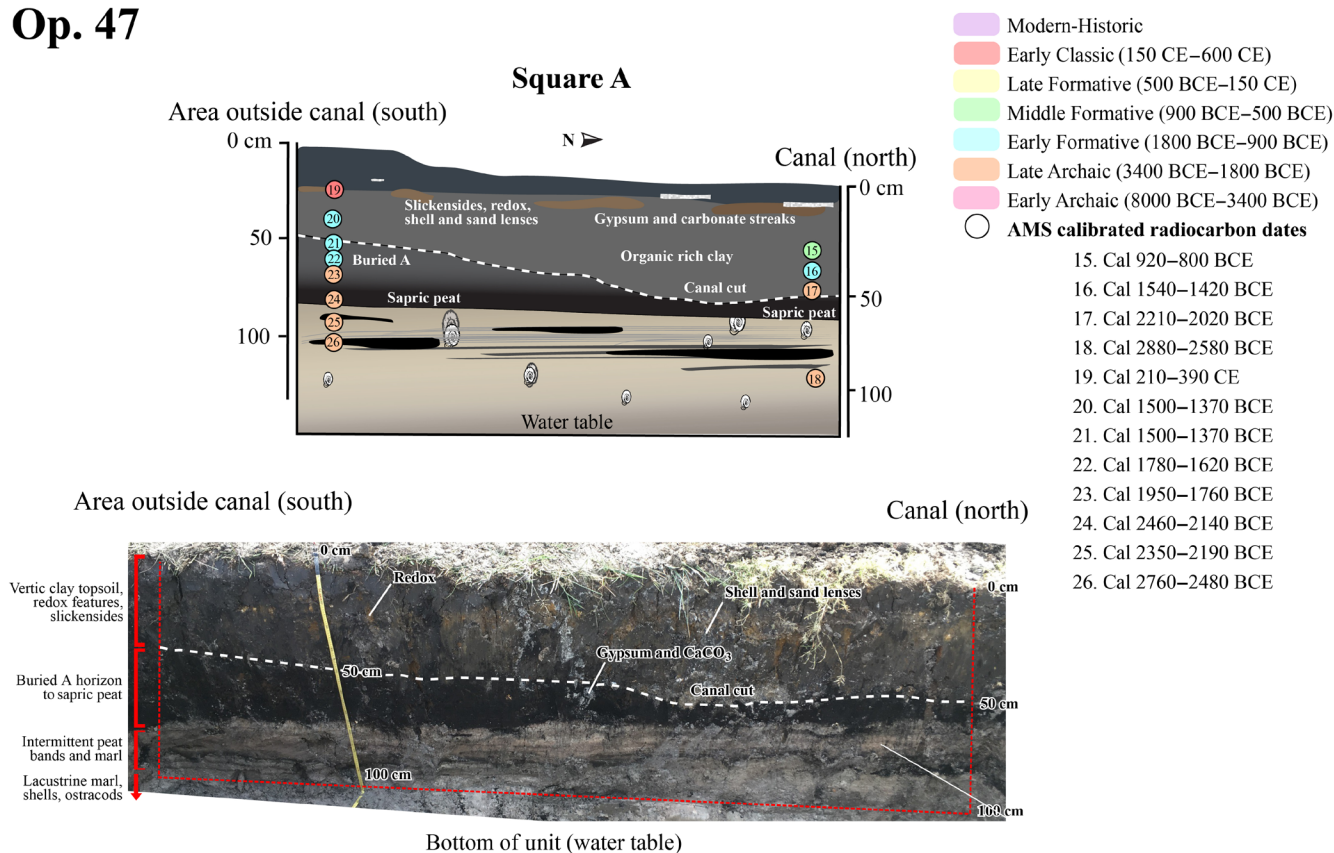 Op. 47
Square A
Area outside canal (south)
N
Canal (north)
0 cm
50
100
0 cm
50
100
19
20
21
22
23
24
25
26
15
16
17
18
Slickensides, redox,
shell and sand lenses
Gypsum and carbonate streaks
Organic rich clay
Buried A
Canal cut
Sapric peat
Sapric peat
Water table
Modern-Historic
Early Classic (150 CE–600 CE)
Late Formative (500 BCE–150 CE)
Middle Formative (900 BCE–500 BCE)
Early Formative (1800 BCE–900 BCE)
Late Archaic (3400 BCE–1800 BCE)
Early Archaic (8000 BCE–3400 BCE)
AMS calibrated radiocarbon dates
15. Cal 920–800 BCE
16. Cal 1540–1420 BCE
17. Cal 2210–2020 BCE
18. Cal 2880–2580 BCE
19. Cal 210–390 CE
20. Cal 1500–1370 BCE
21. Cal 1500–1370 BCE
22. Cal 1780–1620 BCE
23. Cal 1950–1760 BCE
24. Cal 2460–2140 BCE
25. Cal 2350–2190 BCE
26. Cal 2760–2480 BCE
Area outside canal (south)
Canal (north)
Vertic clay topsoil,
redox features,
slickensides
Buried A horizon
to sapric peat
Intermittent peat
bands and marl
Lacustrine marl,
shells, ostracods
0 cm
50 cm
100 cm
Redox
Shell and sand lenses
Gypsum and CaCO₃
Canal cut
0 cm
50 cm
100 cm
Bottom of unit (water table)